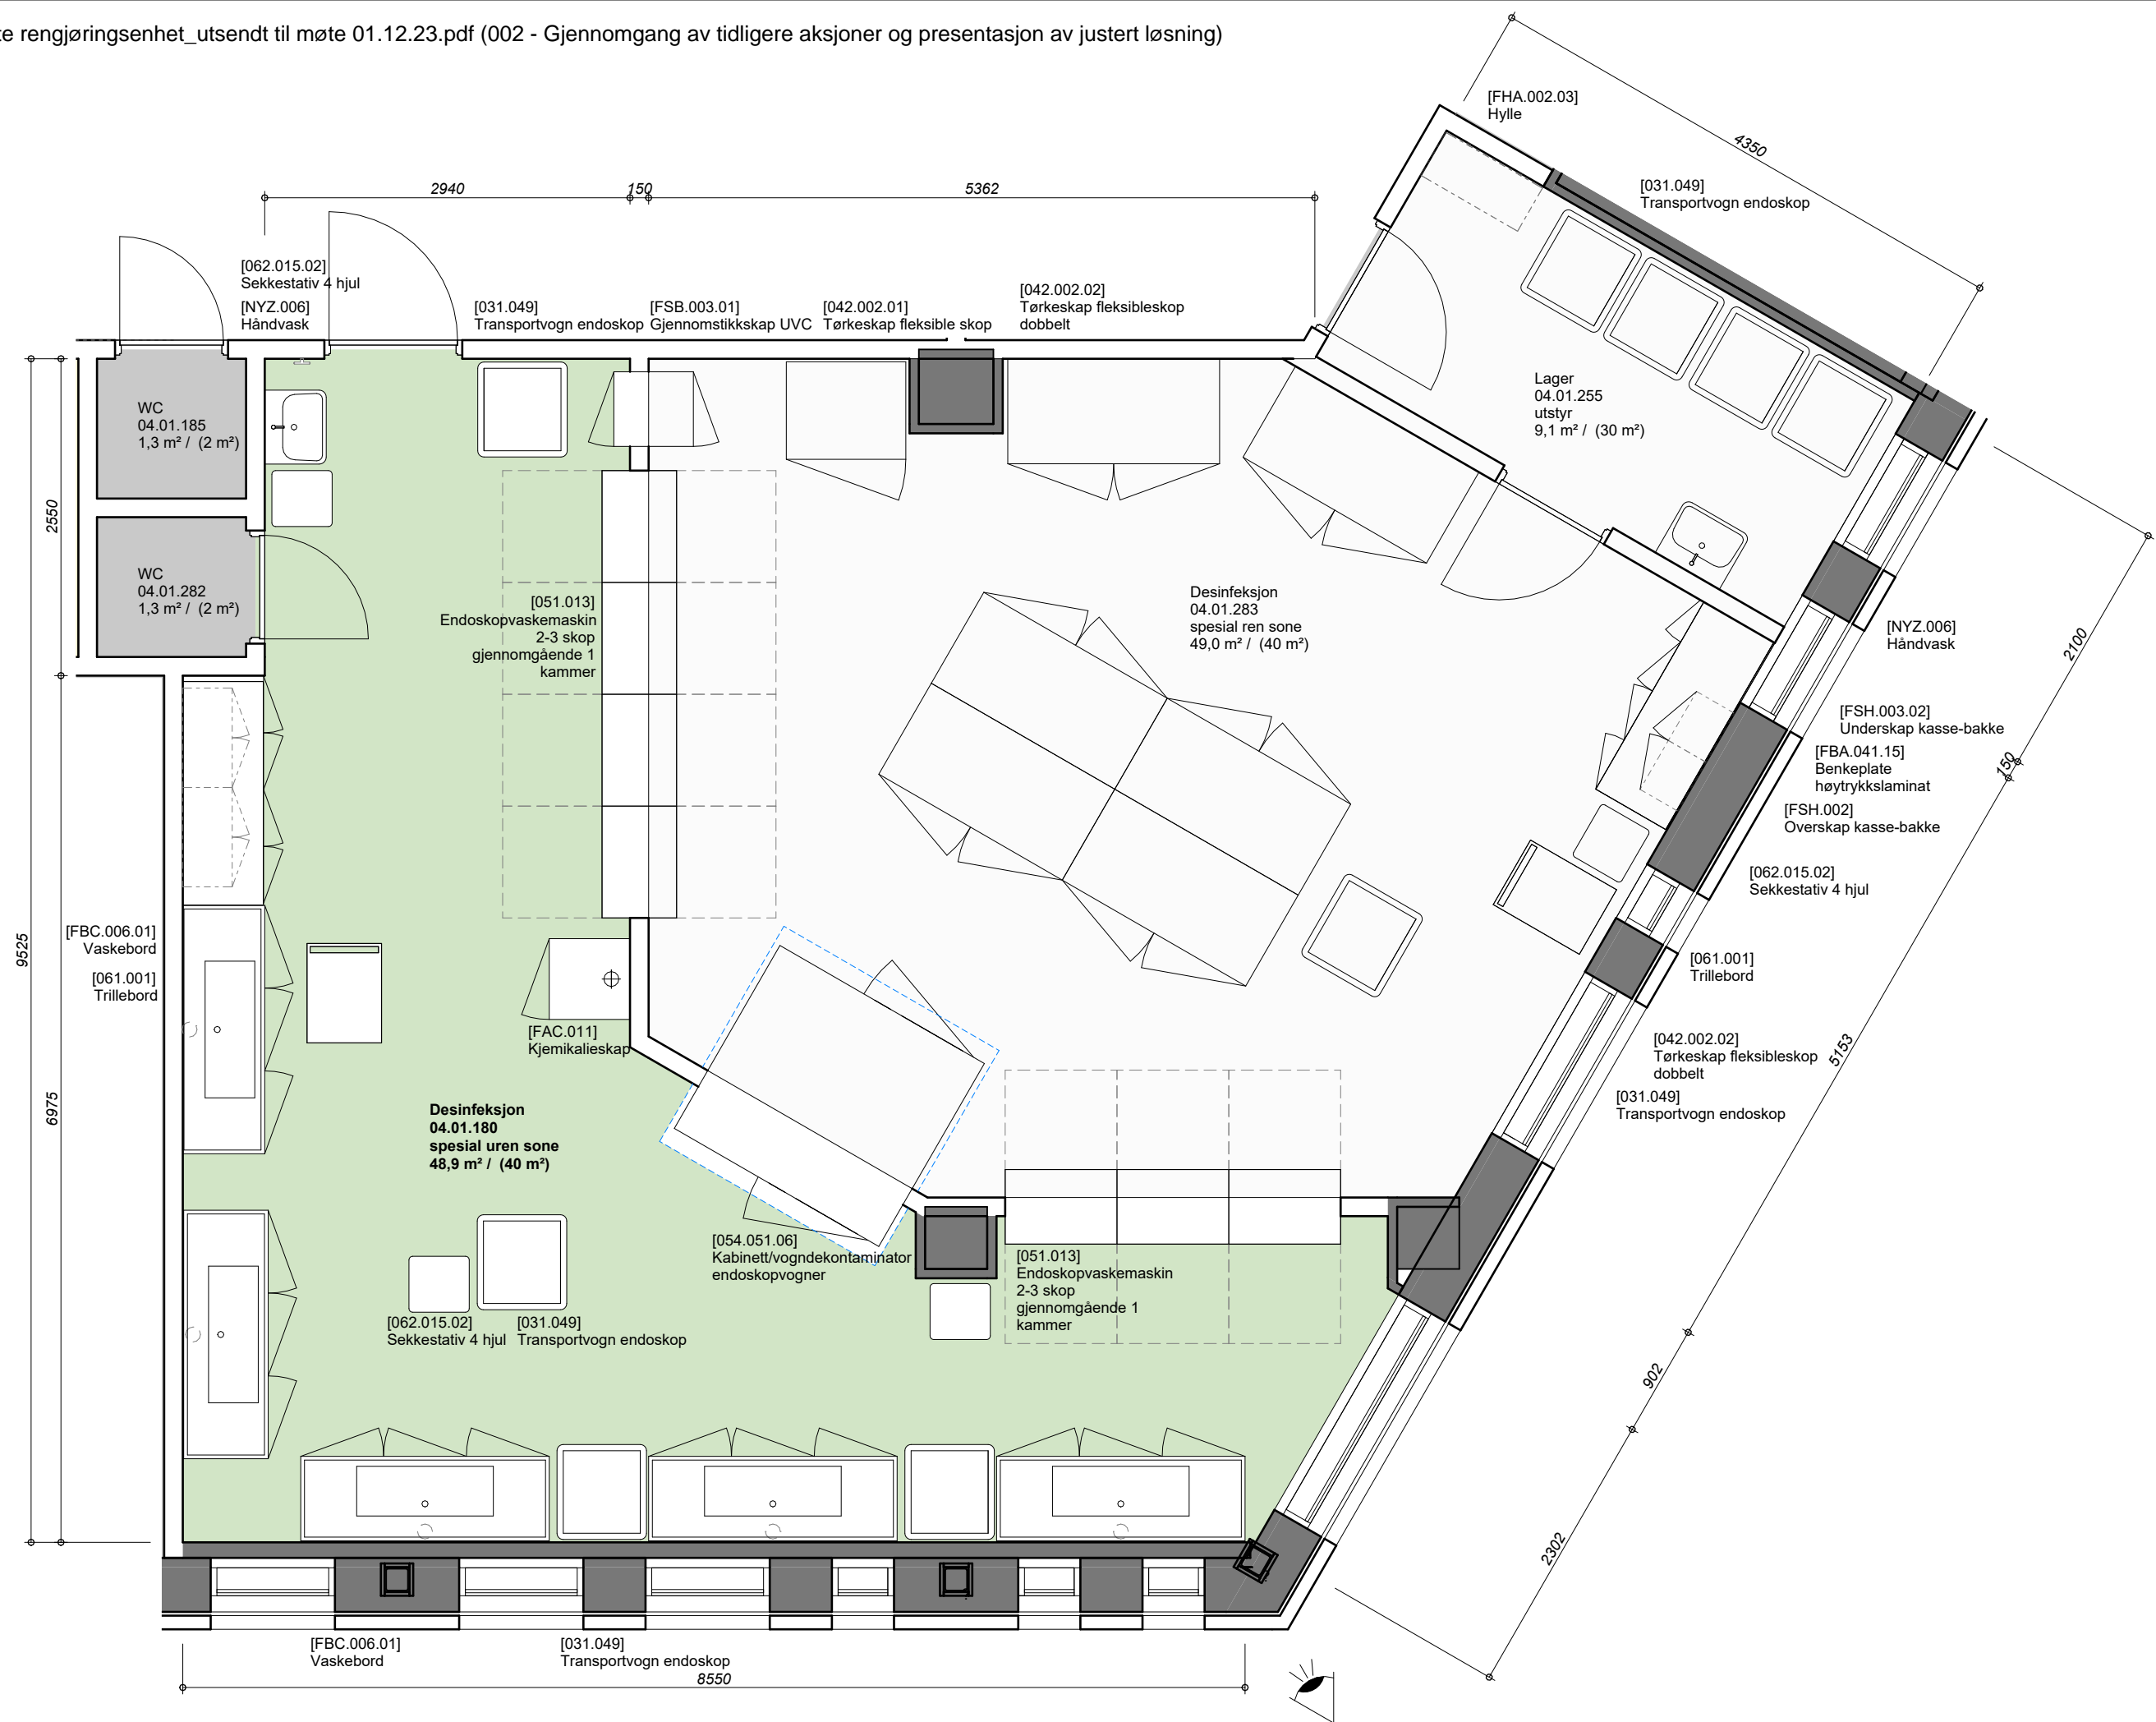 te rengjøringsenhet_utsendt til møte 01.12.23.pdf (002 - Gjennomgang av tidligere aksjoner og presentasjon av justert løsning)
[FHA.002.03]
Hylle
4350
[031.049]
Transportvogn endoskop
2940
150
5362
[062.015.02]
Sekkestativ 4 hjul
[NYZ.006]
Håndvask
[031.049]
Transportvogn endoskop
[FSB.003.01]
Gjennomstikkskap UVC
[042.002.01]
Tørkeskap fleksible skop
[042.002.02]
Tørkeskap fleksibleskop
dobbelt
WC
04.01.185
1,3 m² / (2 m²)
Lager
04.01.255
utstyr
9,1 m² / (30 m²)
2550
WC
04.01.282
1,3 m² / (2 m²)
[051.013]
Endoskopvaskemaskin
2-3 skop
gjennomgående 1
kammer
Desinfeksjon
04.01.283
spesial ren sone
49,0 m² / (40 m²)
[NYZ.006]
Håndvask
2100
[FSH.003.02]
Underskap kasse-bakke
[FBA.041.15]
Benkeplate
høytrykkslaminat
150
[FSH.002]
Overskap kasse-bakke
[062.015.02]
Sekkestativ 4 hjul
9525
[FBC.006.01]
Vaskebord
[061.001]
Trillebord
[061.001]
Trillebord
[FAC.011]
Kjemikalieskap
[042.002.02]
Tørkeskap fleksibleskop
dobbelt
5153
[031.049]
Transportvogn endoskop
6975
Desinfeksjon
04.01.180
spesial uren sone
48,9 m² / (40 m²)
[054.051.06]
Kabinett/vogndekontaminator
endoskopvogner
[051.013]
Endoskopvaskemaskin
2-3 skop
gjennomgående 1
kammer
[062.015.02]
Sekkestativ 4 hjul
[031.049]
Transportvogn endoskop
902
2302
[FBC.006.01]
Vaskebord
[031.049]
Transportvogn endoskop
8550